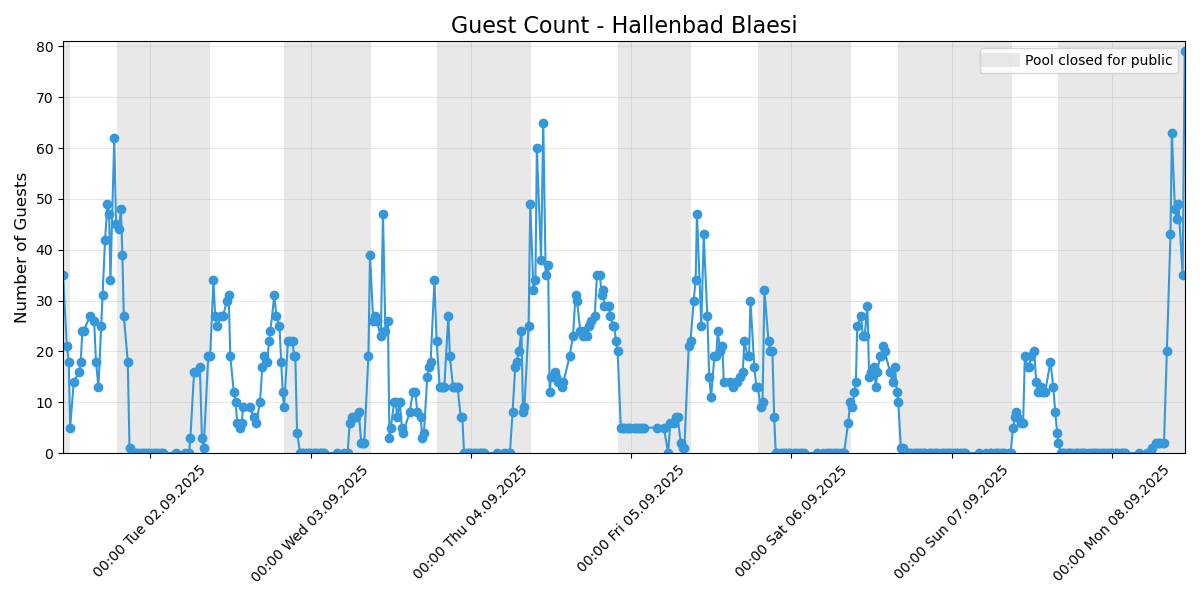 Guest Count - Hallenbad Blaesi
Pool closed for public
Number of Guests
80
70
60
50
40
30
20
10
0
00:00 Tue 02.09.2025
00:00 Wed 03.09.2025
00:00 Thu 04.09.2025
00:00 Fri 05.09.2025
00:00 Sat 06.09.2025
00:00 Sun 07.09.2025
00:00 Mon 08.09.2025